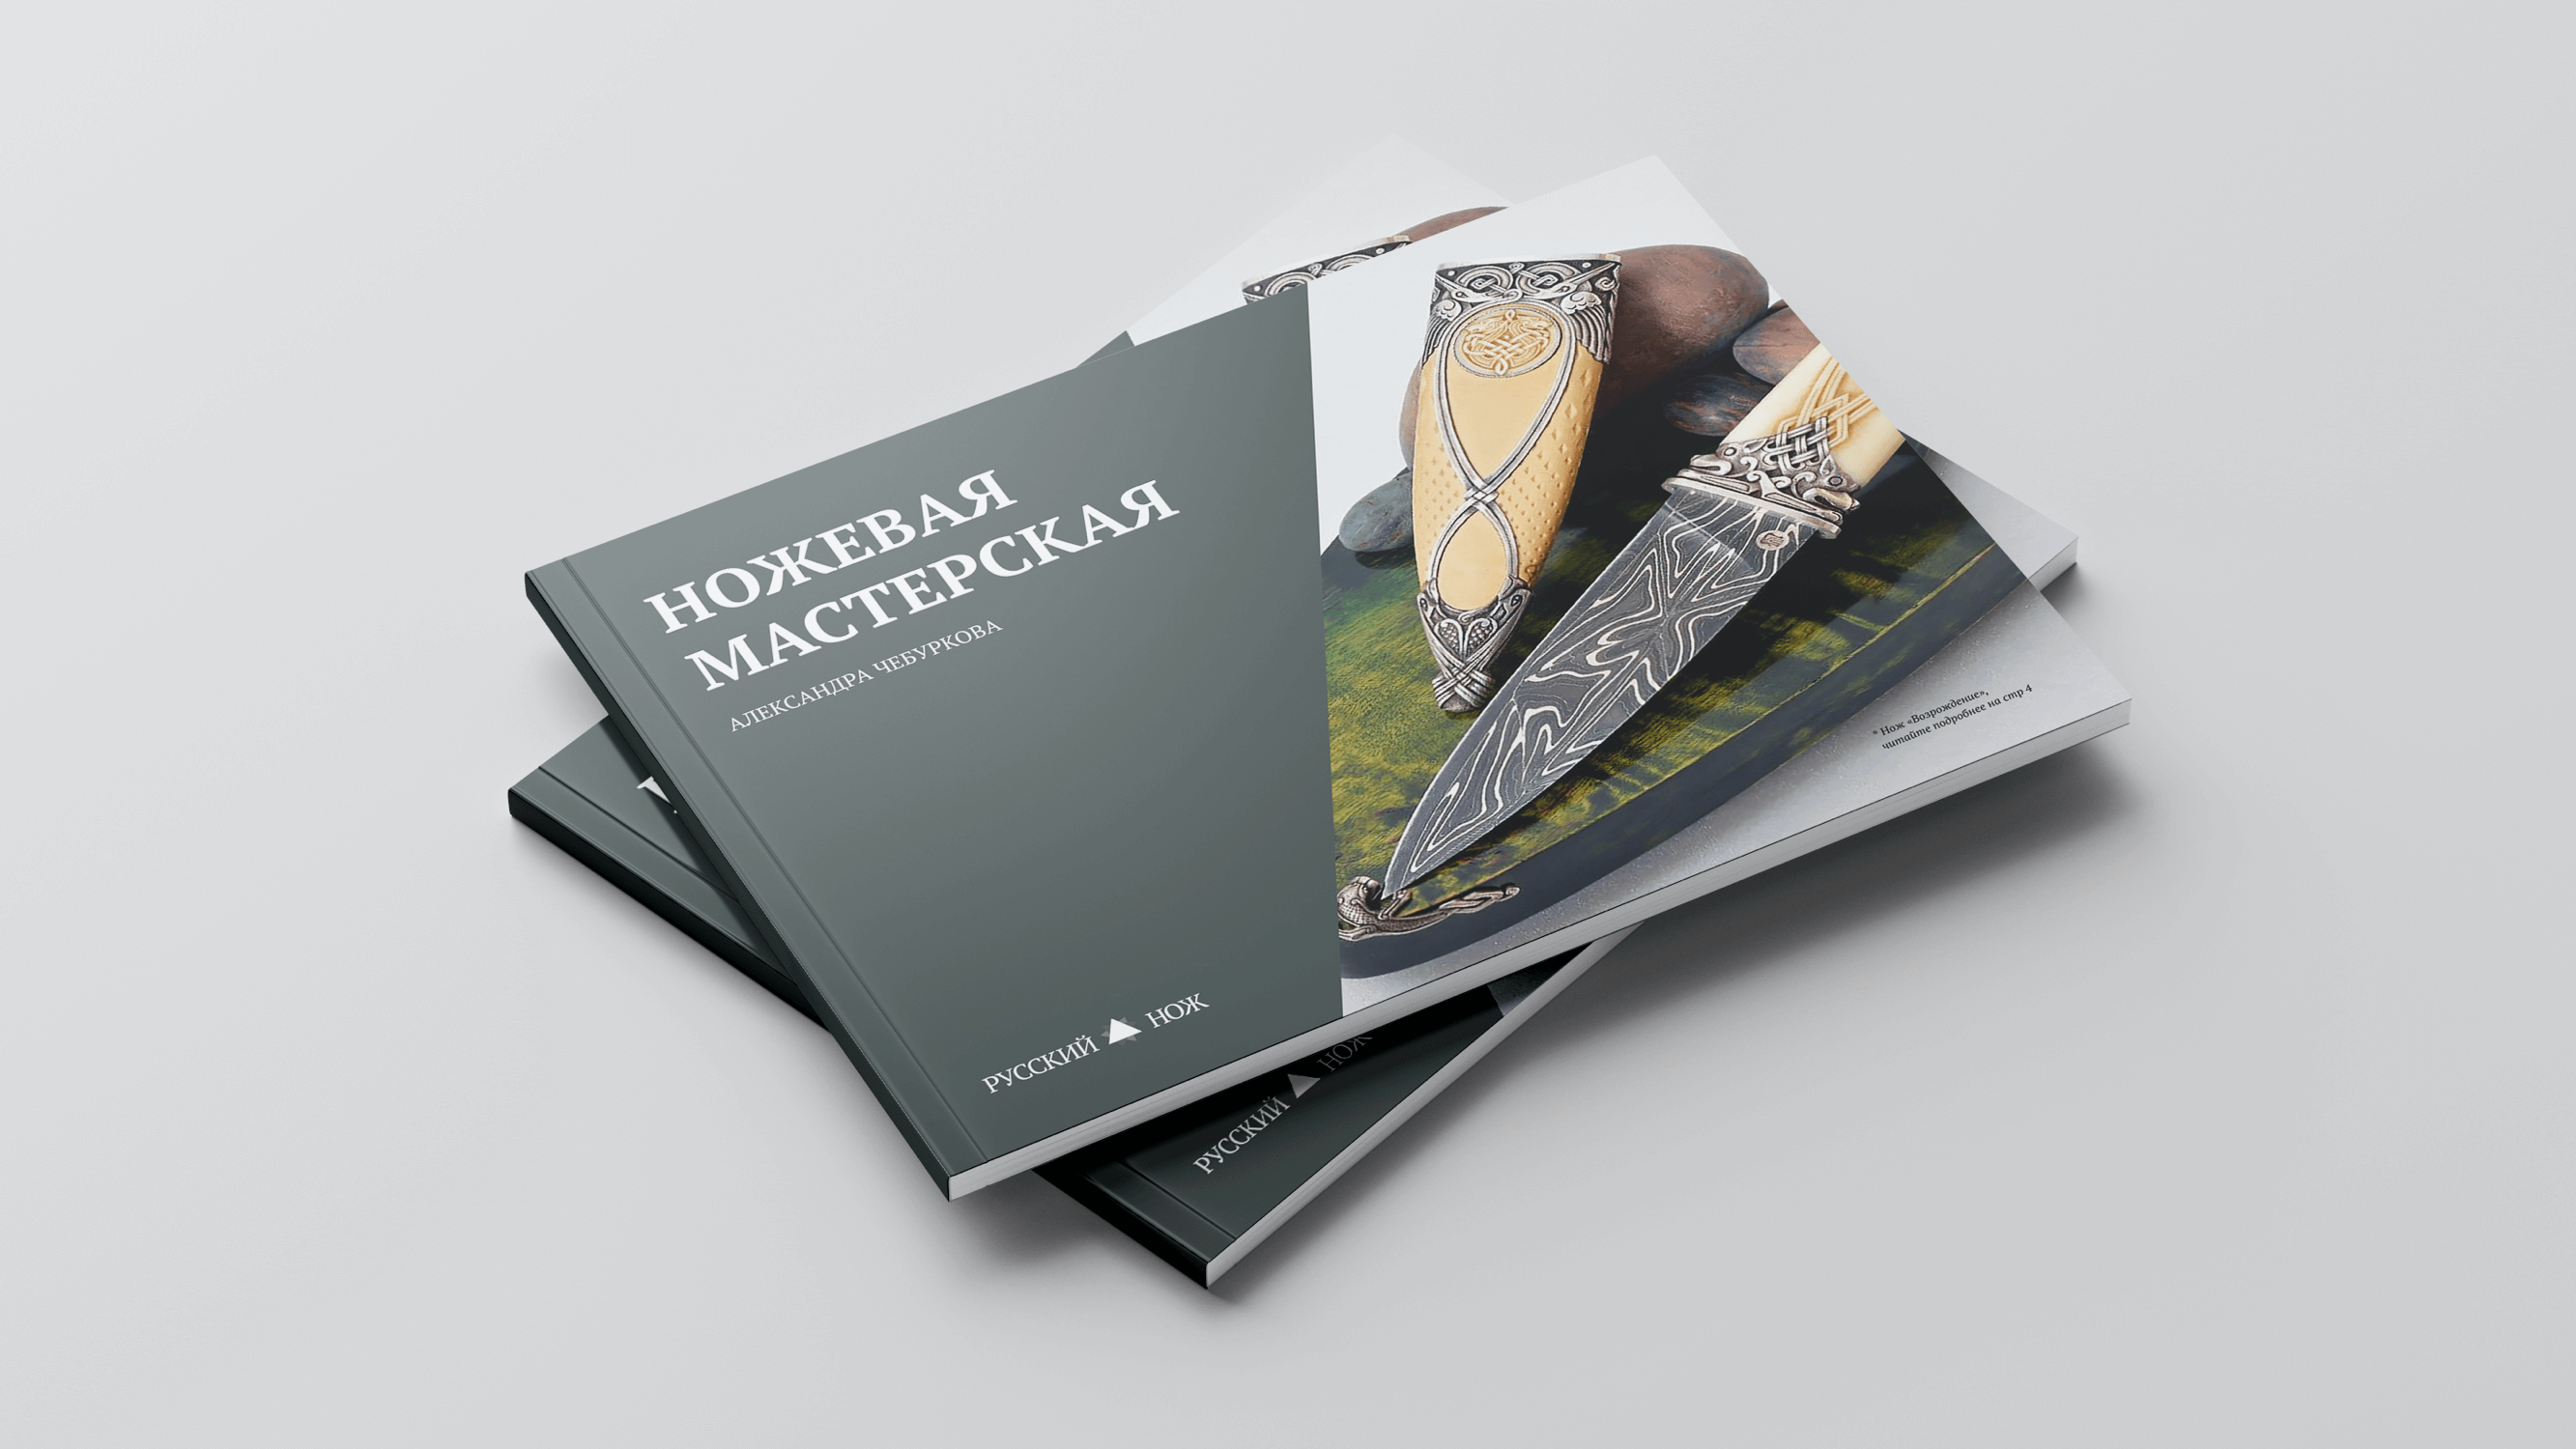 НОЖЕВАЯ
МАСТЕРСКАЯ
АЛЕКСАНДРА ЧЕБУРКОВА
* Нож «Возрождение»,
читайте подробнее на стр 4
РУССКИЙ НОЖ
РУССКИЙ НОЖ